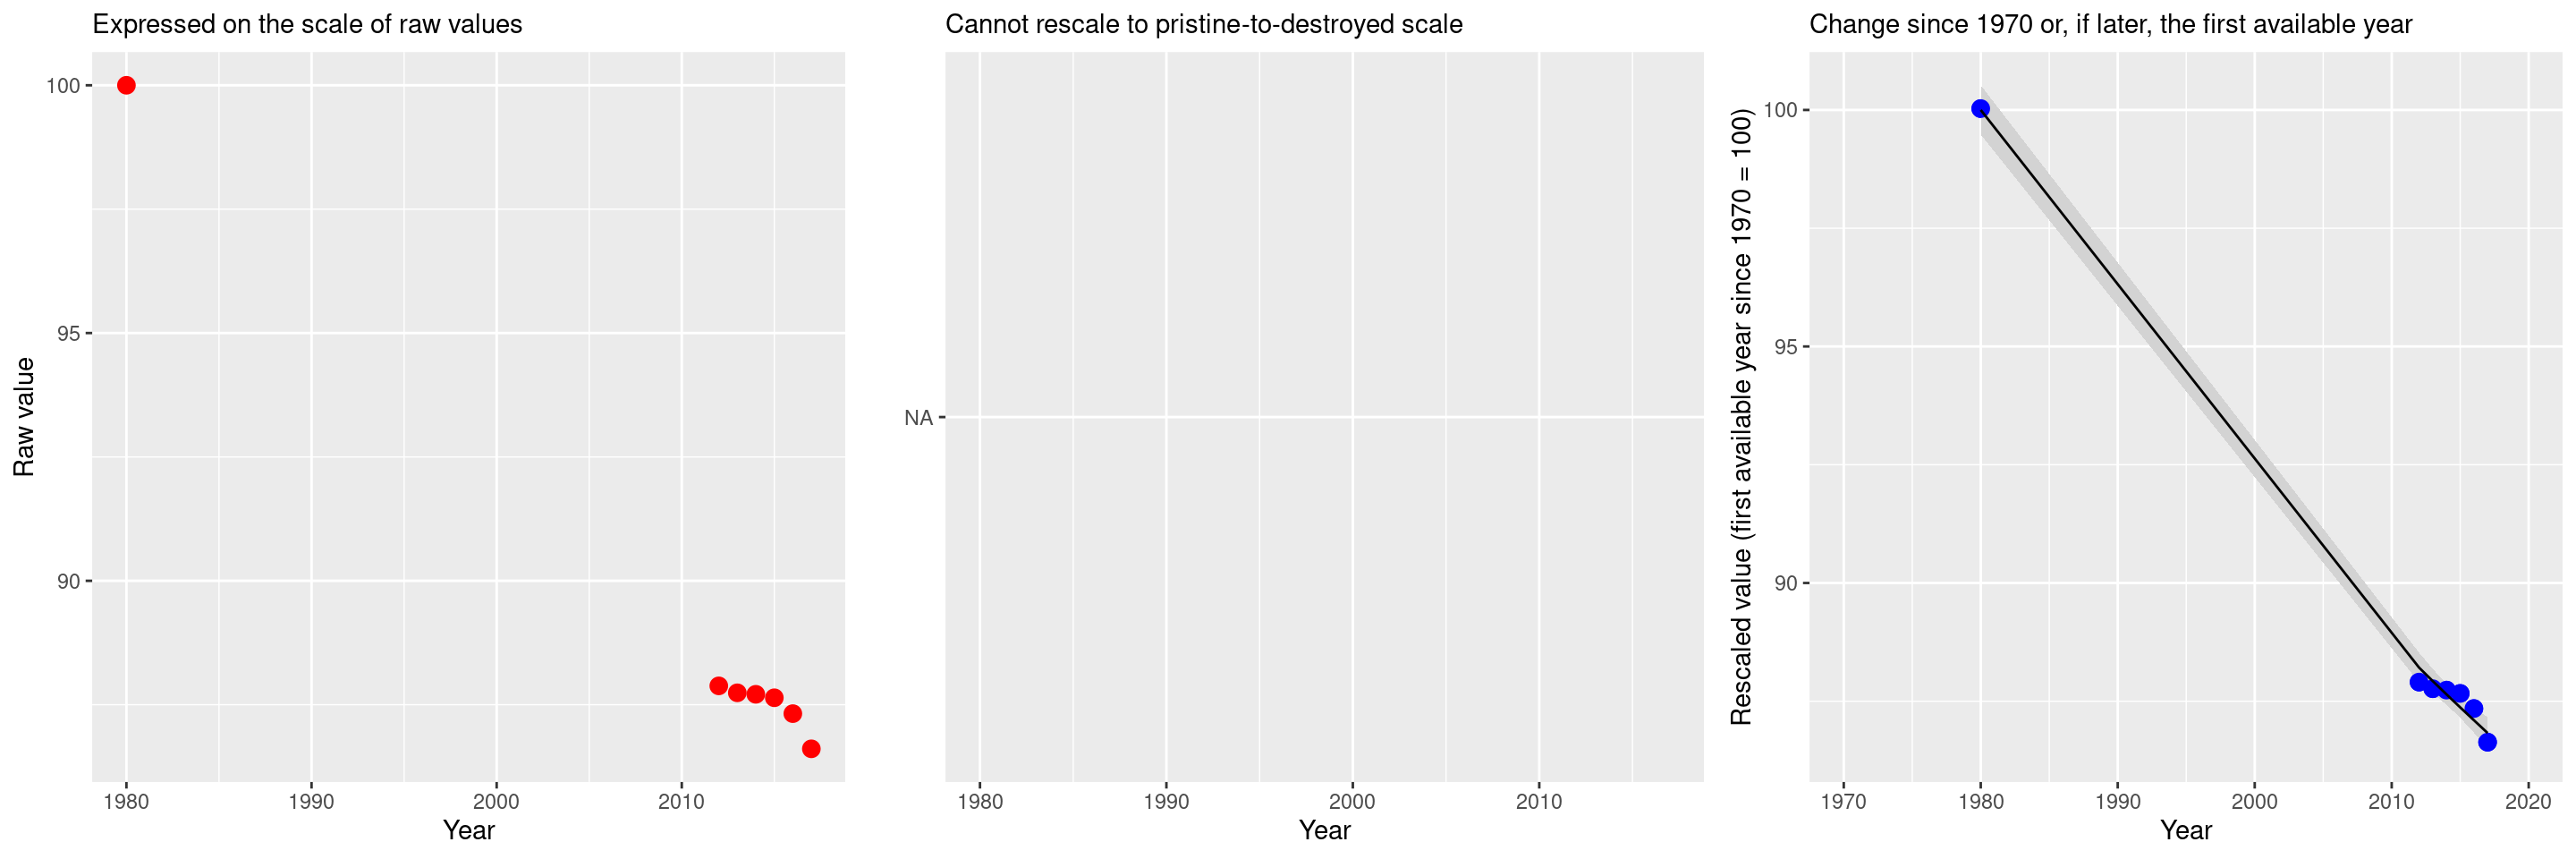 Expressed on the scale of raw values
100
95
90
Raw value
1980 1990 2000 2010
Year
Cannot rescale to pristine-to-destroyed scale
NA
1980 1990 2000 2010
Year
Change since 1970 or, if later, the first available year
100
95
90
Rescaled value (first available year since 1970 = 100)
1970 1980 1990 2000 2010 2020
Year